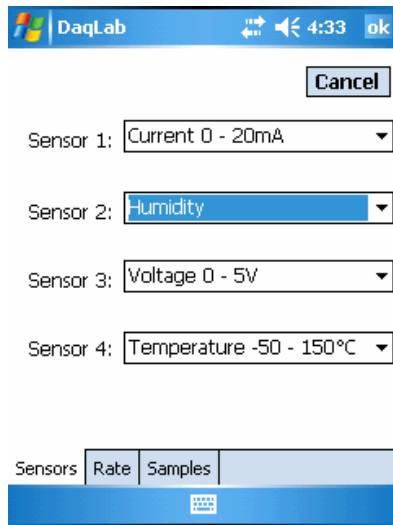 DaqLab 4:33 ok
Cancel
Sensor 1: Current 0 - 20mA
Sensor 2: Humidity
Sensor 3: Voltage 0 - 5V
Sensor 4: Temperature -50 - 150°C
Sensors Rate Samples